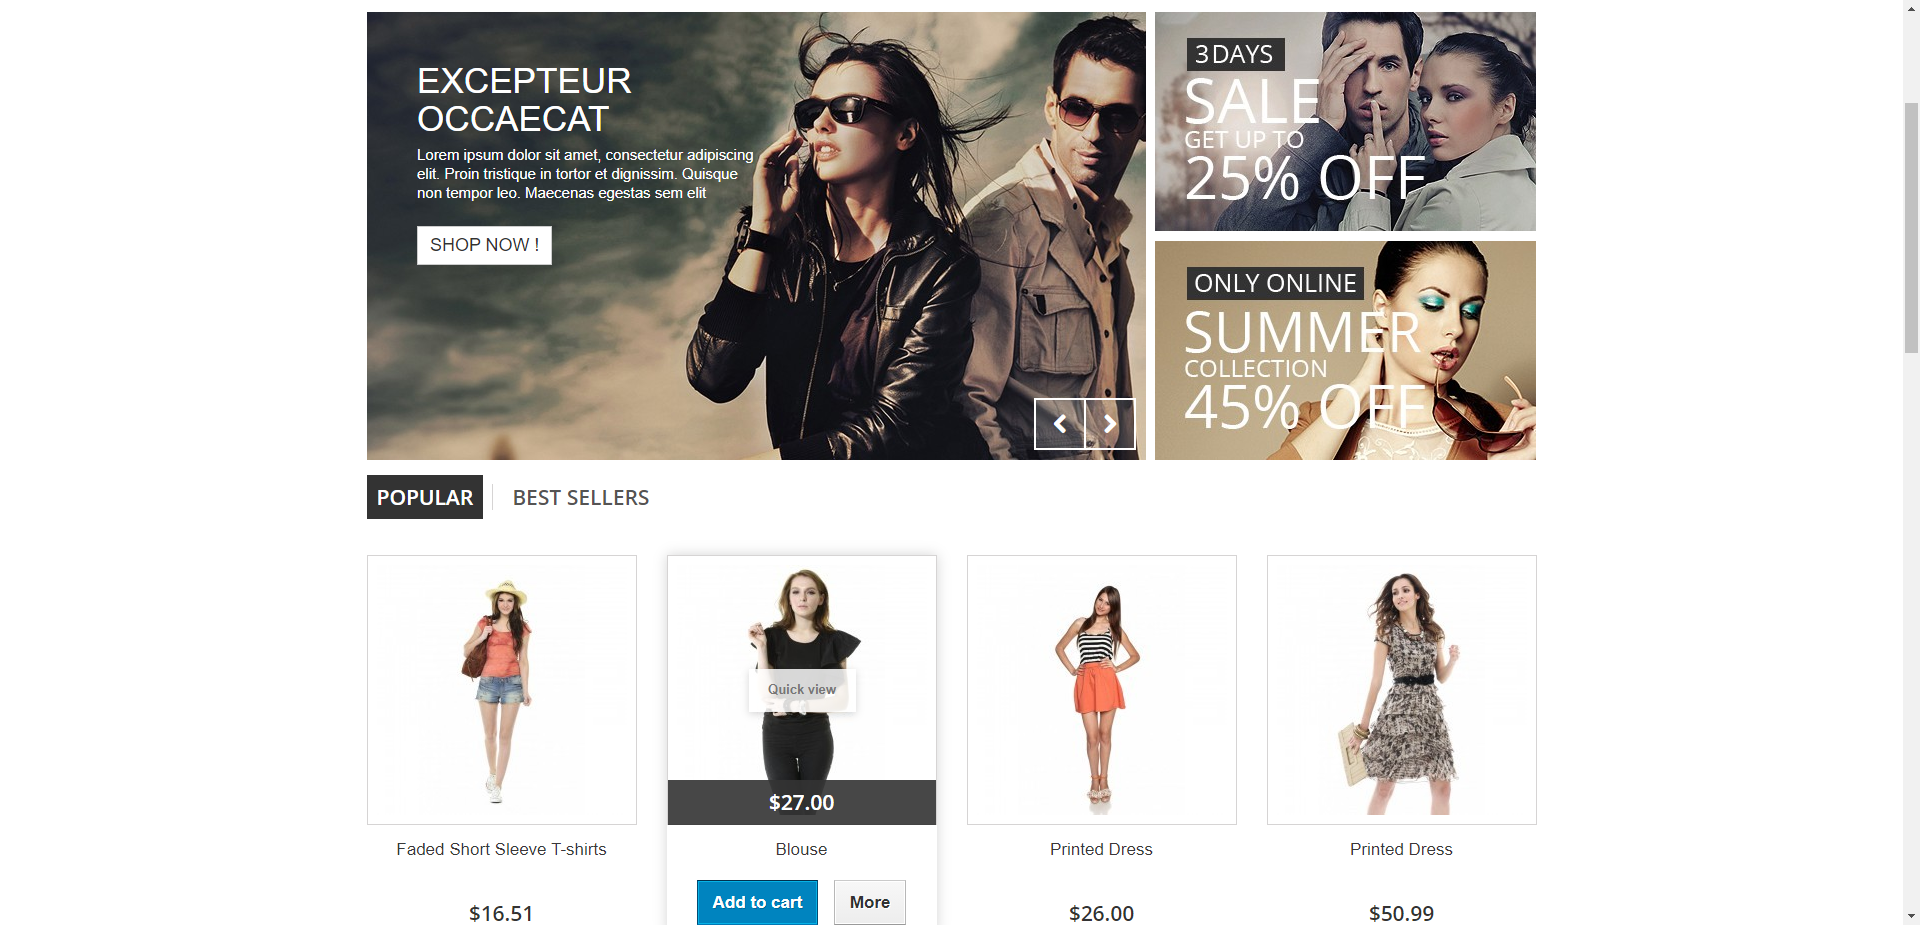 EXCEPTEUR
OCCAECAT
Lorem ipsum dolor sit amet, consectetur adipiscing
elit. Proin tristique in tortor et dignissim. Quisque
non tempor leo. Maecenas egestas sem elit
SHOP NOW !
3DAYS
SALE
GET UP TO
25% OFF
ONLY ONLINE
SUMMER
COLLECTION
45% OFF
POPULAR
BEST SELLERS
Quick view
$27.00
Faded Short Sleeve T-shirts
Blouse
Printed Dress
Printed Dress
Add to cart
More
$16.51
$26.00
$50.99